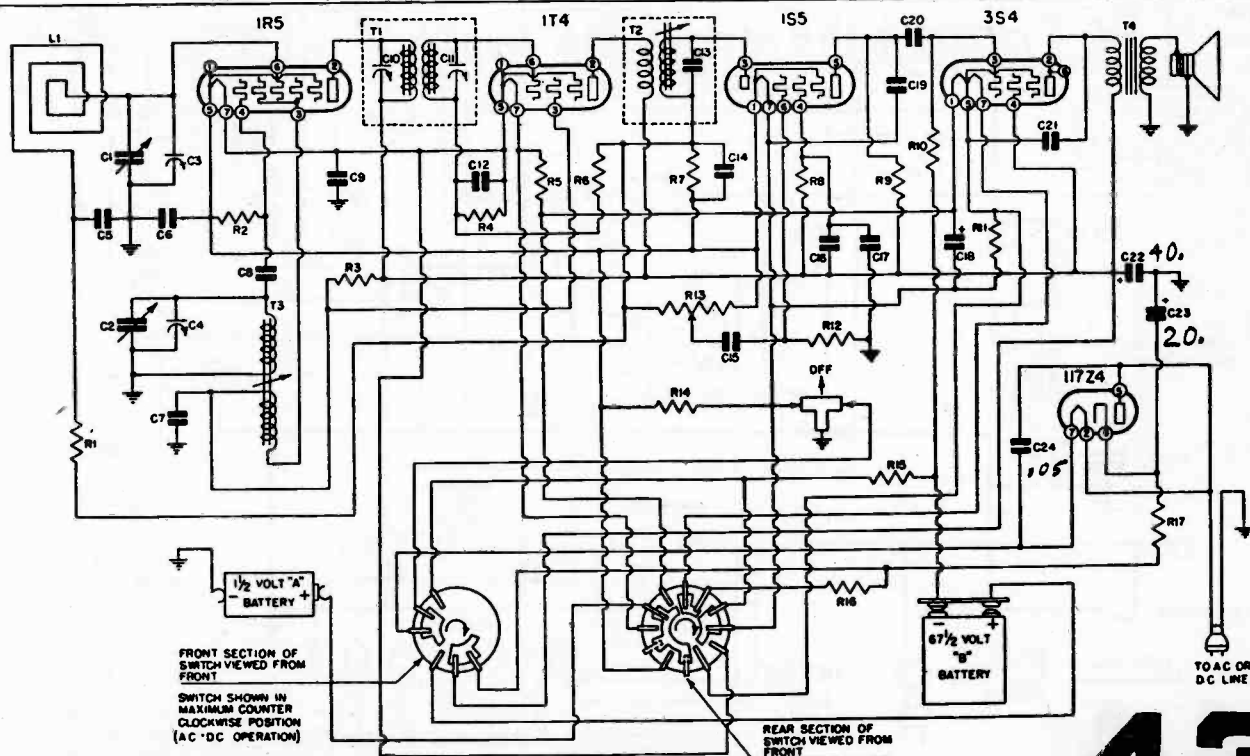 1R5
1T4
1S5
3S4
L1
C1
C3
C5
C6
R2
C8
C2
C4
T3
C7
R1
R3
C9
T1
C10
C11
C12
R4
R5
R6
T2
C13
R7
C14
R8
C16
C17
R9
C19
C20
R10
C18
R11
C21
T4
R13
C15
R12
C22 40.
C23
20.
117Z4
C24
.05
R14
OFF
R15
R16
R17
1½ VOLT "A"
- BATTERY +
FRONT SECTION OF
SWITCH VIEWED FROM
FRONT
SWITCH SHOWN IN
MAXIMUM COUNTER
CLOCKWISE POSITION
(AC-DC OPERATION)
REAR SECTION OF
SWITCH VIEWED FROM
FRONT
- +
67½ VOLT
"B"
BATTERY
TO AC OR
DC LINE